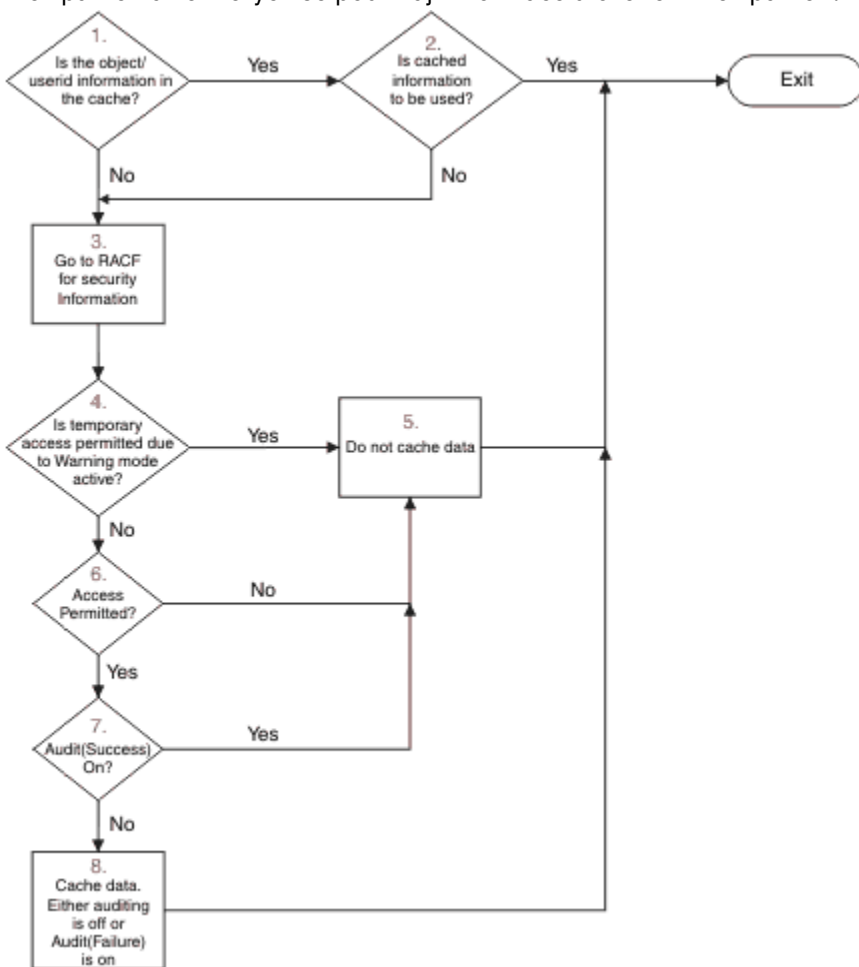 1.
Is the object/
userid information in
the cache?
Yes
2.
Is cached
information
to be used?
Yes
Exit
No
No
3.
Go to RACF
for security
Information
4.
Is temporary
access permitted due
to Warning mode
active?
Yes
5.
Do not cache data
No
6.
Access
Permitted?
No
Yes
7.
Audit(Success)
On?
Yes
No
8.
Cache data.
Either auditing
is off or
Audit(Failure)
is on